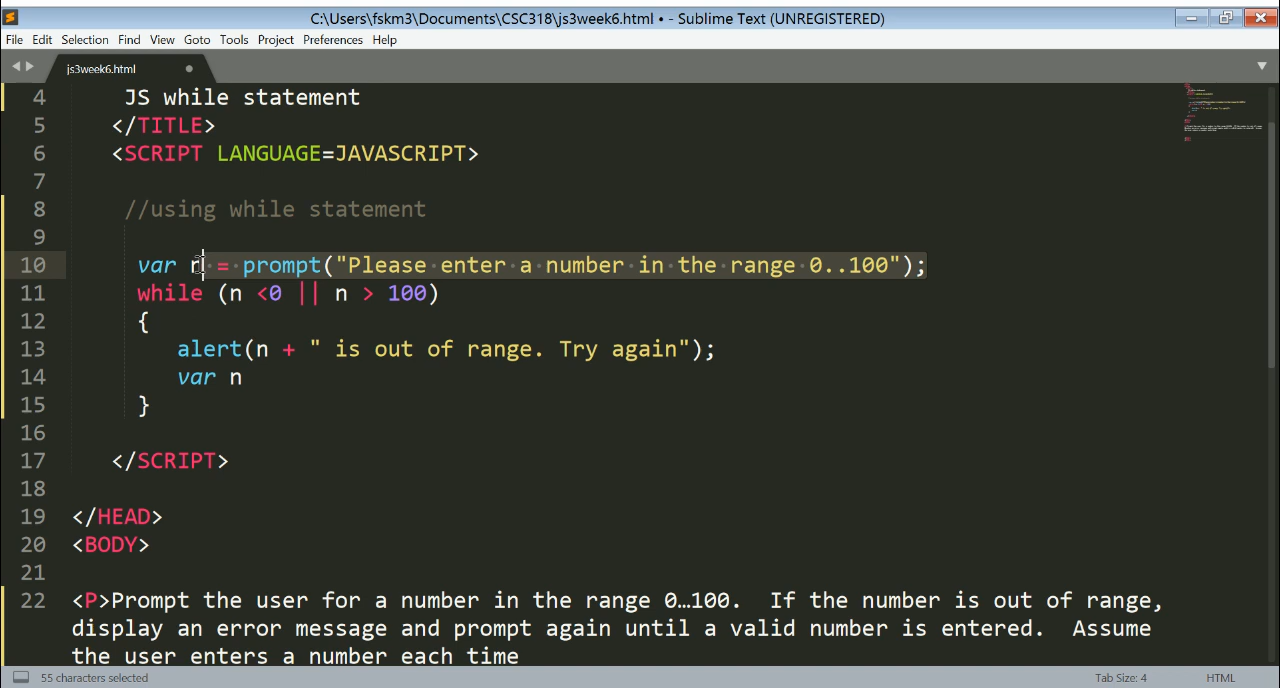 C:\Users\fskm3\Documents\CSC318\js3week6.html • - Sublime Text (UNREGISTERED)
File Edit Selection Find View Goto Tools Project Preferences Help
js3week6.html
4 JS while statement
5 </TITLE>
6 <SCRIPT LANGUAGE=JAVASCRIPT>
7
8 //using while statement
9
10 var n = prompt("Please enter a number in the range 0..100");
11 while (n <0 || n > 100)
12 {
13 alert(n + " is out of range. Try again");
14 var n
15 }
16
17 </SCRIPT>
18
19 </HEAD>
20 <BODY>
21
22 <P>Prompt the user for a number in the range 0…100.  If the number is out of range,
display an error message and prompt again until a valid number is entered.  Assume
the user enters a number each time
55 characters selected Tab Size: 4 HTML